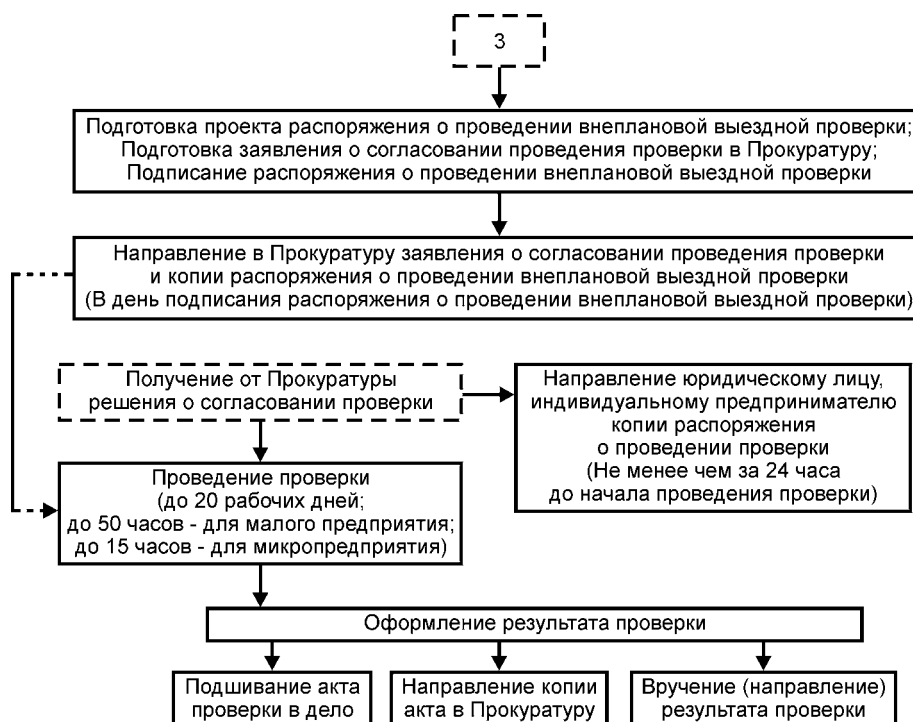 3
Подготовка проекта распоряжения о проведении внеплановой выездной проверки;
Подготовка заявления о согласовании проведения проверки в Прокуратуру;
Подписание распоряжения о проведении внеплановой выездной проверки
Направление в Прокуратуру заявления о согласовании проведения проверки
и копии распоряжения о проведении внеплановой выездной проверки
(В день подписания распоряжения о проведении внеплановой выездной проверки)
Получение от Прокуратуры
решения о согласовании проверки
Направление юридическому лицу,
индивидуальному предпринимателю
копии распоряжения
о проведении проверки
(Не менее чем за 24 часа
до начала проведения проверки)
Проведение проверки
(до 20 рабочих дней;
до 50 часов - для малого предприятия;
до 15 часов - для микропредприятия)
Оформление результата проверки
Подшивание акта
проверки в дело
Направление копии
акта в Прокуратуру
Вручение (направление)
результата проверки